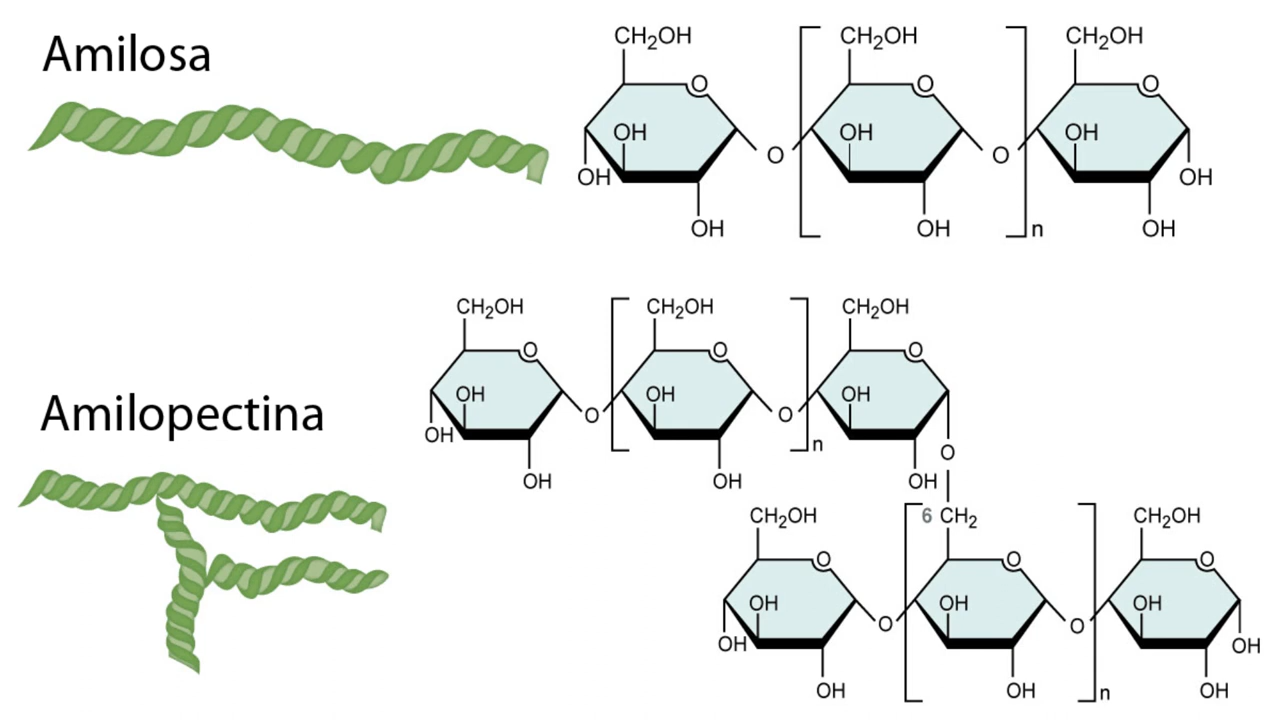 Amilosa
CH₂OH CH₂OH CH₂OH
O O O
OH OH OH
O O
OH OH
OH OH OH
n
CH₂OH CH₂OH CH₂OH
O O O
Amilopectina
OH OH OH
O O
OH
n
O
OH OH OH
CH₂OH 6 CH₂ CH₂OH
O O O
OH OH OH
O O
OH OH
OH OH OH
n